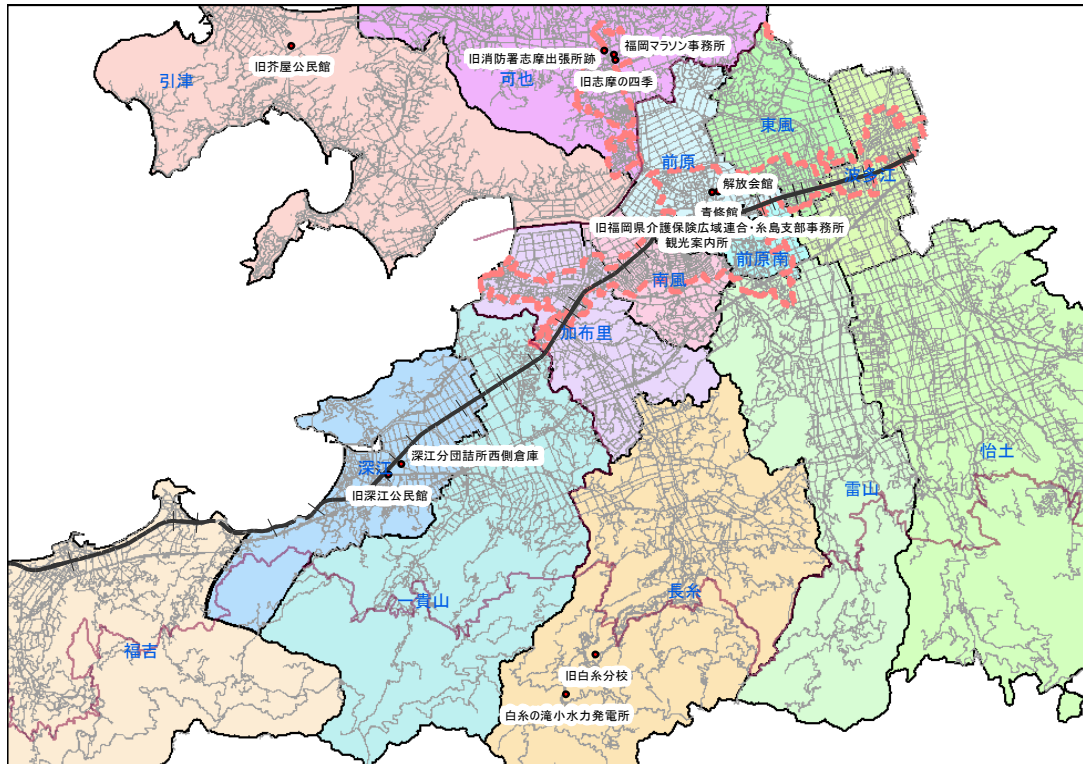 福岡マラソン事務所
旧芥屋公民館
旧消防署志摩出張所跡
引津
可也
旧志摩の四季
東風
前原
波多江
解放会館
青修館
旧福岡県介護保険広域連合・糸島支部事務所
観光案内所
前原南
南風
加布里
深江分団詰所西側倉庫
深江
怡土
雷山
旧深江公民館
長糸
一貴山
福吉
旧白糸分校
白糸の滝小水力発電所